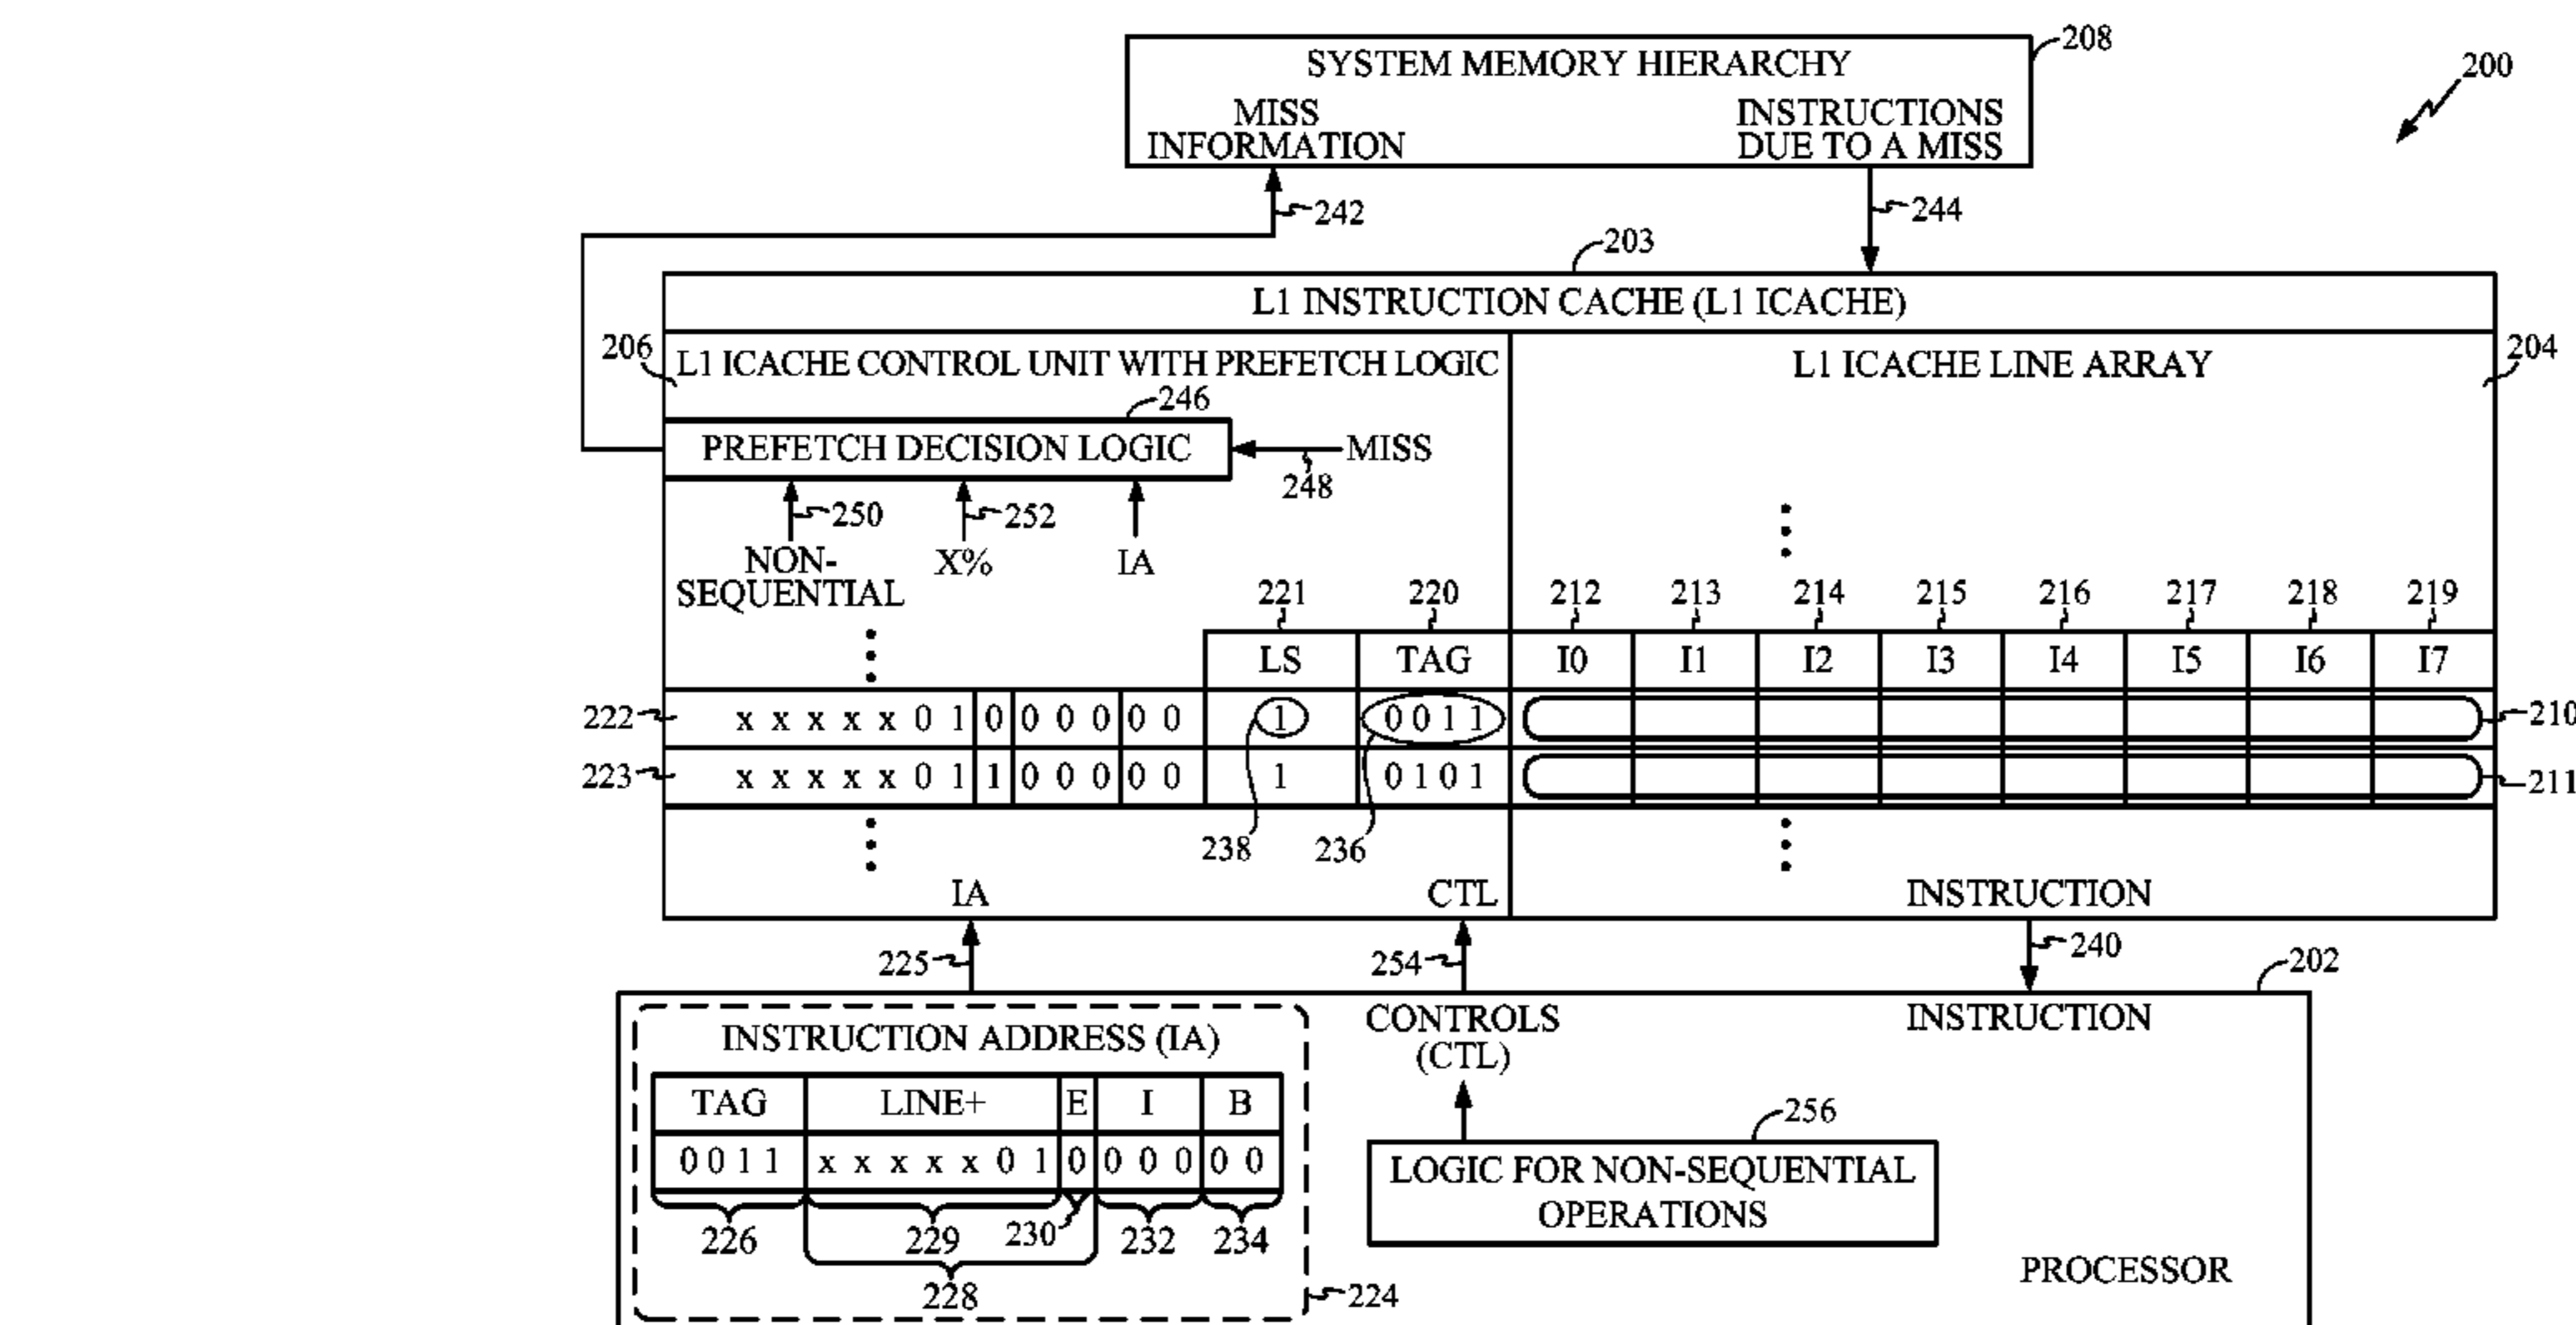 208
SYSTEM MEMORY HIERARCHY
200
MISS INFORMATION
INSTRUCTIONS DUE TO A MISS
242
244
203
L1 INSTRUCTION CACHE (L1 ICACHE)
206
L1 ICACHE CONTROL UNIT WITH PREFETCH LOGIC
L1 ICACHE LINE ARRAY
204
246
PREFETCH DECISION LOGIC
MISS
248
250
252
NON-SEQUENTIAL
X%
IA
221 220 212 213 214 215 216 217 218 219
LS TAG I0 I1 I2 I3 I4 I5 I6 I7
222 x x x x x 0 1 0 0 0 0 0 0 1 0 0 1 1 210
223 x x x x x 0 1 1 0 0 0 0 0 1 0 1 0 1 211
238 236
IA CTL INSTRUCTION
225 254 240
202
INSTRUCTION ADDRESS (IA)
CONTROLS (CTL)
INSTRUCTION
TAG LINE+ E I B
0 0 1 1 x x x x x 0 1 0 0 0 0 0 0
226 229 230 232 234
228
224
256
LOGIC FOR NON-SEQUENTIAL
OPERATIONS
PROCESSOR